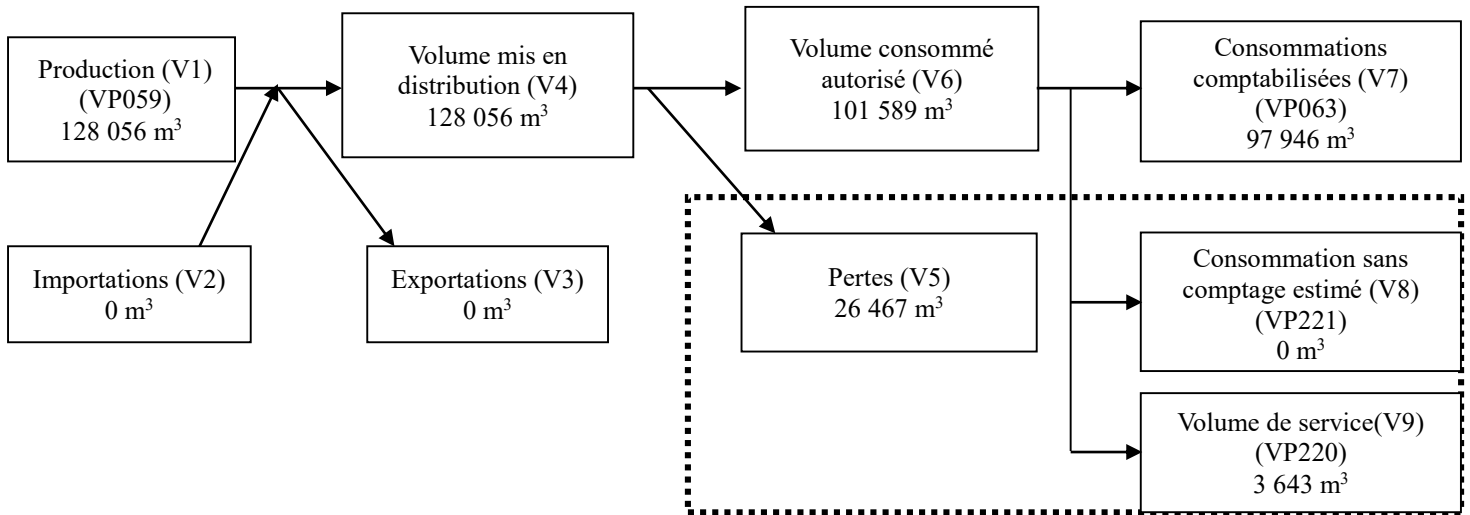 Production (V1)
(VP059)
128 056 m³
Volume mis en
distribution (V4)
128 056 m³
Volume consommé
autorisé (V6)
101 589 m³
Consommations
comptabilisées (V7)
(VP063)
97 946 m³
Importations (V2)
0 m³
Exportations (V3)
0 m³
Pertes (V5)
26 467 m³
Consommation sans
comptage estimé (V8)
(VP221)
0 m³
Volume de service(V9)
(VP220)
3 643 m³